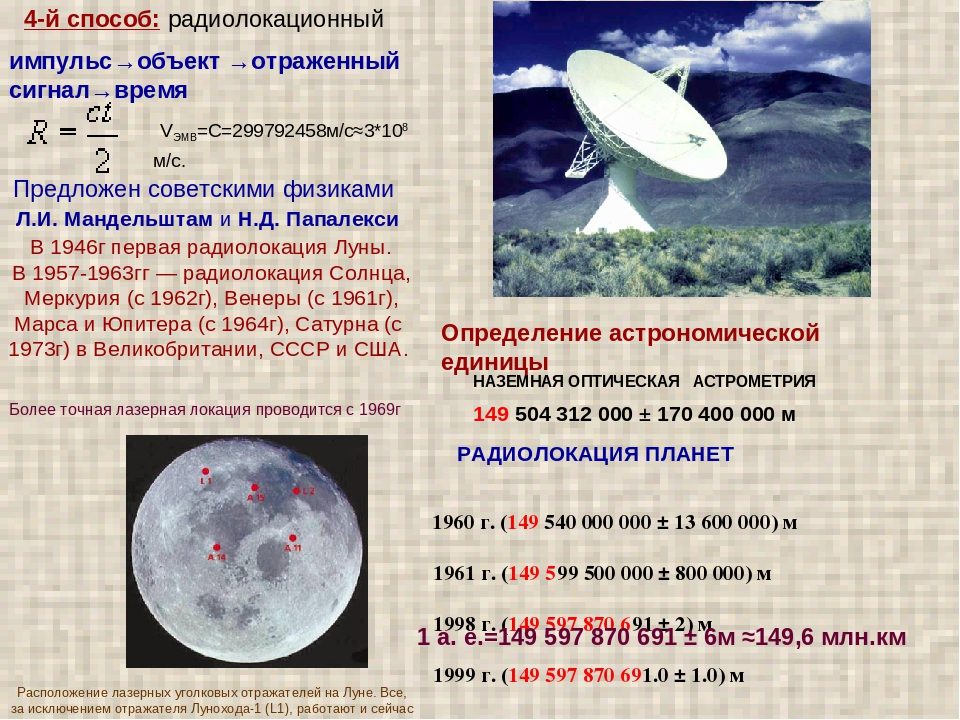 4-й способ: радиолокационный
импульс→объект →отраженный
сигнал→время
R = ct/2
VЭМВ=С=299792458м/с≈3*10⁸
м/с.
Предложен советскими физиками
Л.И. Мандельштам и Н.Д. Папалекси
В 1946г первая радиолокация Луны.
В 1957-1963гг — радиолокация Солнца,
Меркурия (с 1962г), Венеры (с 1961г),
Марса и Юпитера (с 1964г), Сатурна (с
1973г) в Великобритании, СССР и США.
Более точная лазерная локация проводится с 1969г
L 1
A 15
L 2
A 14
A 11
Расположение лазерных уголковых отражателей на Луне. Все,
за исключением отражателя Лунохода-1 (L1), работают и сейчас
Определение астрономической
единицы
НАЗЕМНАЯ ОПТИЧЕСКАЯ АСТРОМЕТРИЯ
149 504 312 000 ± 170 400 000 м
РАДИОЛОКАЦИЯ ПЛАНЕТ
1960 г. (149 540 000 000 ± 13 600 000) м
1961 г. (149 599 500 000 ± 800 000) м
1998 г. (149 597 870 691 ± 2) м
1 а. е.=149 597 870 691 ± 6м ≈149,6 млн.км
1999 г. (149 597 870 691.0 ± 1.0) м